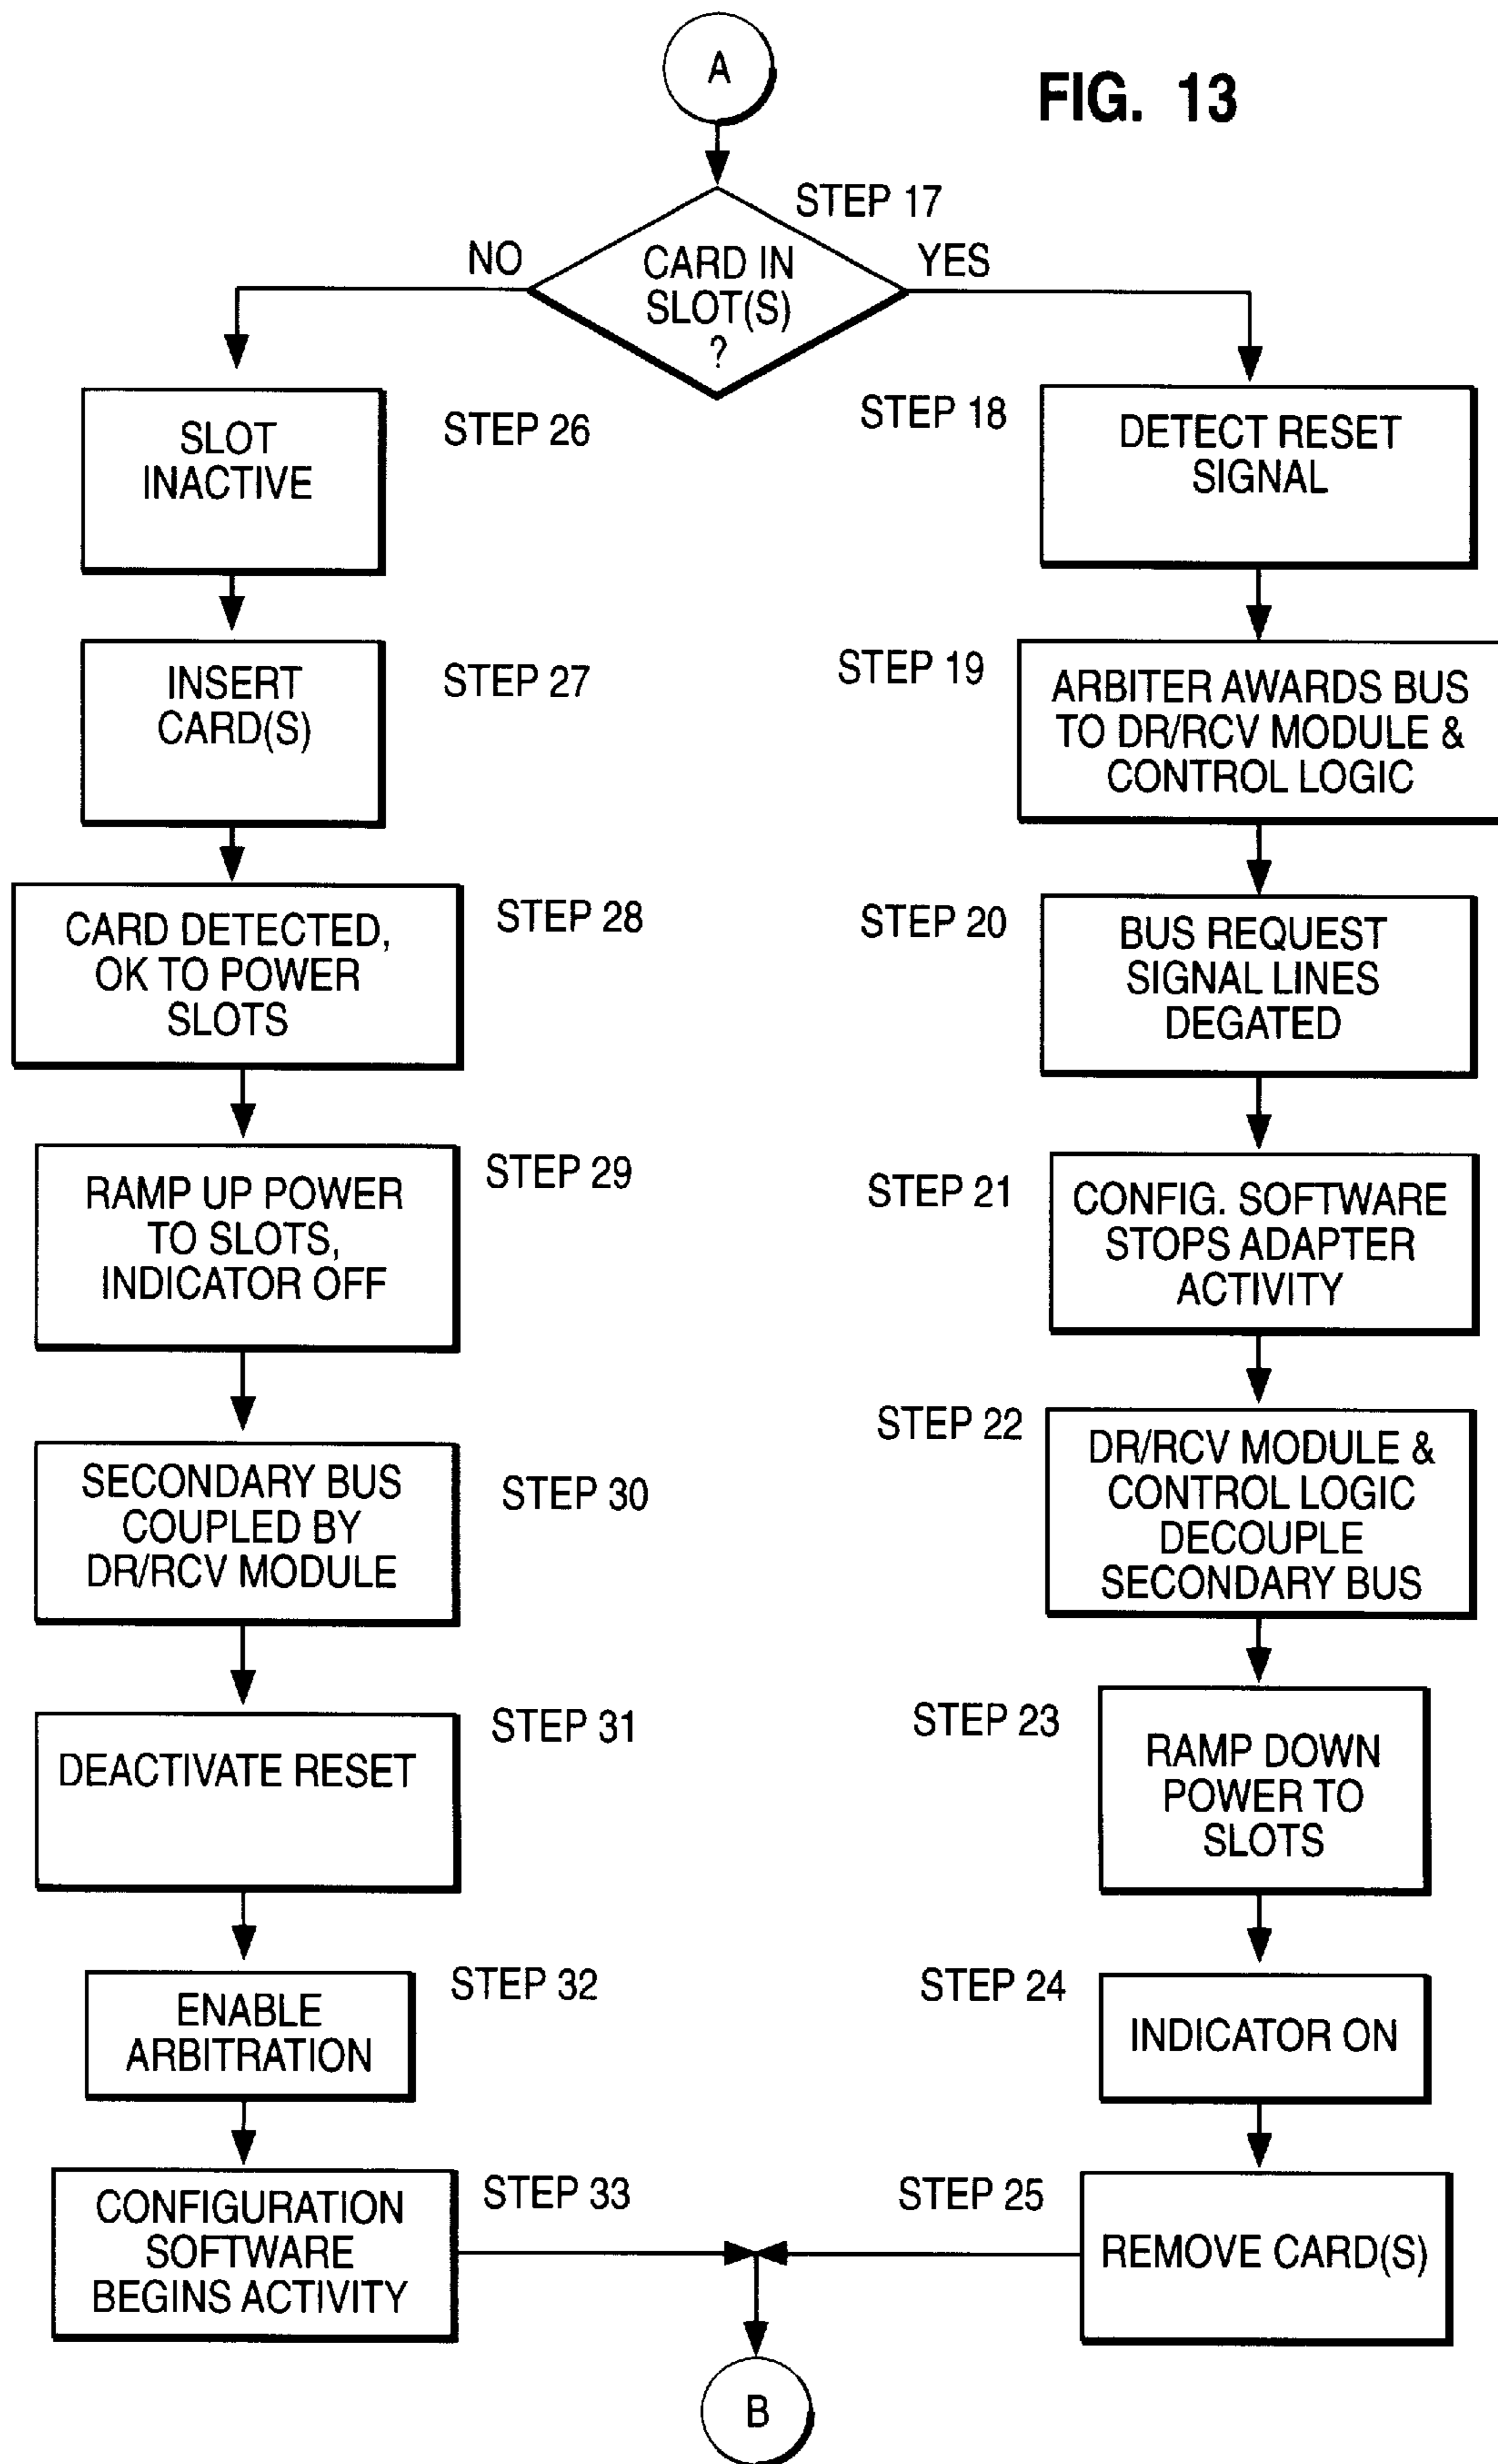 A
FIG. 13
STEP 17
NO
CARD IN
SLOT(S)
?
YES
SLOT
INACTIVE
STEP 26
INSERT
CARD(S)
STEP 27
CARD DETECTED,
OK TO POWER
SLOTS
STEP 28
RAMP UP POWER
TO SLOTS,
INDICATOR OFF
STEP 29
SECONDARY BUS
COUPLED BY
DR/RCV MODULE
STEP 30
DEACTIVATE RESET
STEP 31
ENABLE
ARBITRATION
STEP 32
CONFIGURATION
SOFTWARE
BEGINS ACTIVITY
STEP 33
STEP 18
DETECT RESET
SIGNAL
STEP 19
ARBITER AWARDS BUS
TO DR/RCV MODULE &
CONTROL LOGIC
STEP 20
BUS REQUEST
SIGNAL LINES
DEGATED
STEP 21
CONFIG. SOFTWARE
STOPS ADAPTER
ACTIVITY
STEP 22
DR/RCV MODULE &
CONTROL LOGIC
DECOUPLE
SECONDARY BUS
STEP 23
RAMP DOWN
POWER TO
SLOTS
STEP 24
INDICATOR ON
STEP 25
REMOVE CARD(S)
B